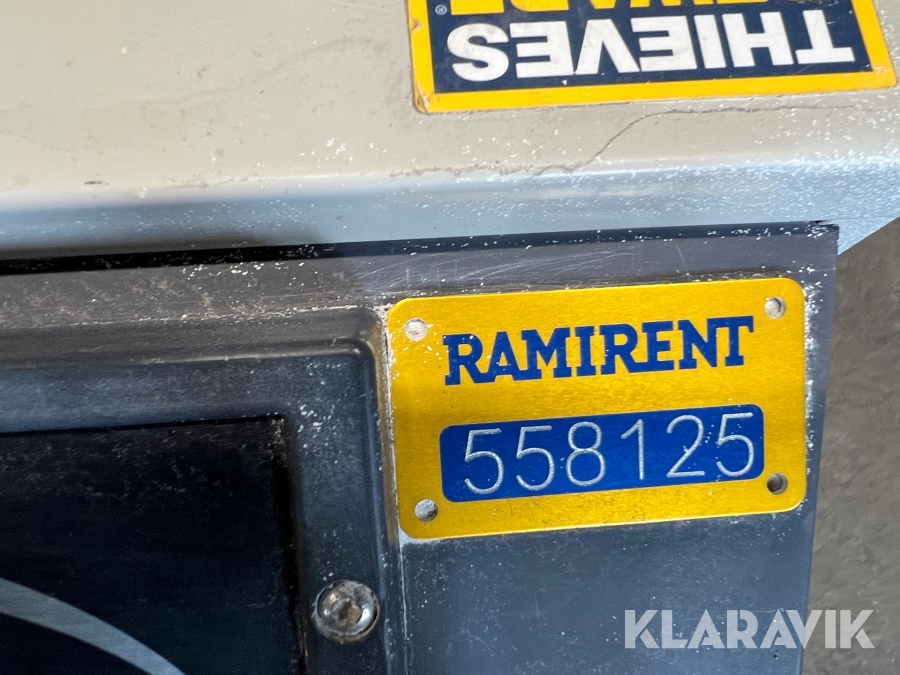 THIEVES
®
RAMIRENT
558125
KLARAVIK